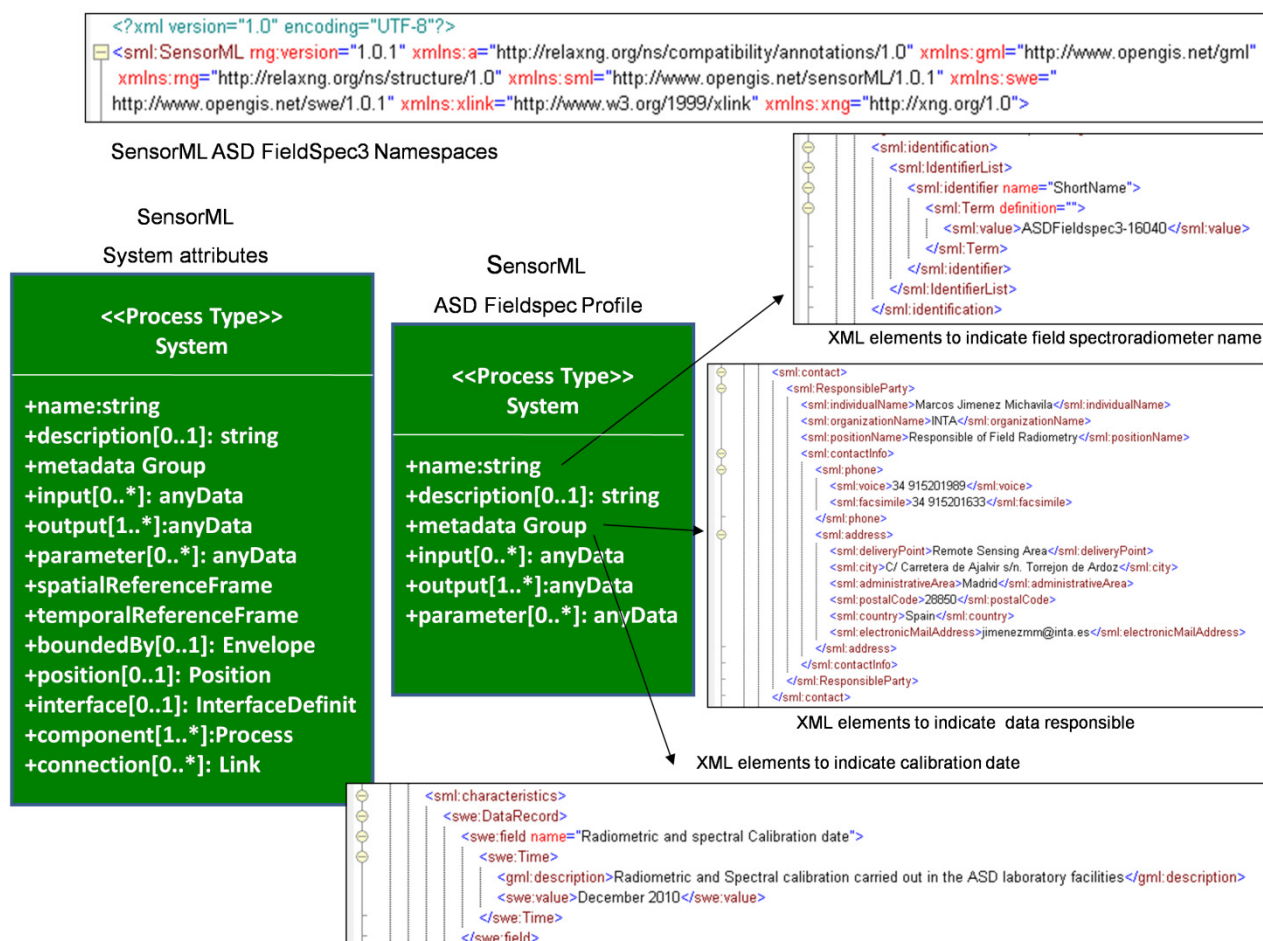 <?xml version="1.0" encoding="UTF-8"?>
<sml:SensorML rng:version="1.0.1" xmlns:a="http://relaxng.org/ns/compatibility/annotations/1.0" xmlns:gml="http://www.opengis.net/gml"
xmlns:rng="http://relaxng.org/ns/structure/1.0" xmlns:sml="http://www.opengis.net/sensorML/1.0.1" xmlns:swe="
http://www.opengis.net/swe/1.0.1" xmlns:xlink="http://www.w3.org/1999/xlink" xmlns:xng="http://xng.org/1.0">
SensorML ASD FieldSpec3 Namespaces
SensorML
System attributes
<<Process Type>>
System
+name:string
+description[0..1]: string
+metadata Group
+input[0..*]: anyData
+output[1..*]:anyData
+parameter[0..*]: anyData
+spatialReferenceFrame
+temporalReferenceFrame
+boundedBy[0..1]: Envelope
+position[0..1]: Position
+interface[0..1]: InterfaceDefinit
+component[1..*]:Process
+connection[0..*]: Link
SensorML
ASD Fieldspec Profile
<<Process Type>>
System
+name:string
+description[0..1]: string
+metadata Group
+input[0..*]: anyData
+output[1..*]:anyData
+parameter[0..*]: anyData
<sml:identification>
<sml:IdentifierList>
<sml:identifier name="ShortName">
<sml:Term definition="">
<sml:value>ASDFieldspec3-16040</sml:value>
</sml:Term>
</sml:identifier>
</sml:IdentifierList>
</sml:identification>
XML elements to indicate field spectroradiometer name
<sml:contact>
<sml:ResponsibleParty>
<sml:individualName>Marcos Jimenez Michavila</sml:individualName>
<sml:organizationName>INTA</sml:organizationName>
<sml:positionName>Responsible of Field Radiometry</sml:positionName>
<sml:contactInfo>
<sml:phone>
<sml:voice>34 915201989</sml:voice>
<sml:facsimile>34 915201633</sml:facsimile>
</sml:phone>
<sml:address>
<sml:deliveryPoint>Remote Sensing Area</sml:deliveryPoint>
<sml:city>C/ Carretera de Ajalvir s/n. Torrejon de Ardoz</sml:city>
<sml:administrativeArea>Madrid</sml:administrativeArea>
<sml:postalCode>28850</sml:postalCode>
<sml:country>Spain</sml:country>
<sml:electronicMailAddress>jimenezmm@inta.es</sml:electronicMailAddress>
</sml:address>
</sml:contactInfo>
</sml:ResponsibleParty>
</sml:contact>
XML elements to indicate data responsible
XML elements to indicate calibration date
<sml:characteristics>
<swe:DataRecord>
<swe:field name="Radiometric and spectral Calibration date">
<swe:Time>
<gml:description>Radiometric and Spectral calibration carried out in the ASD laboratory facilities</gml:description>
<swe:value>December 2010</swe:value>
</swe:Time>
</swe:field>